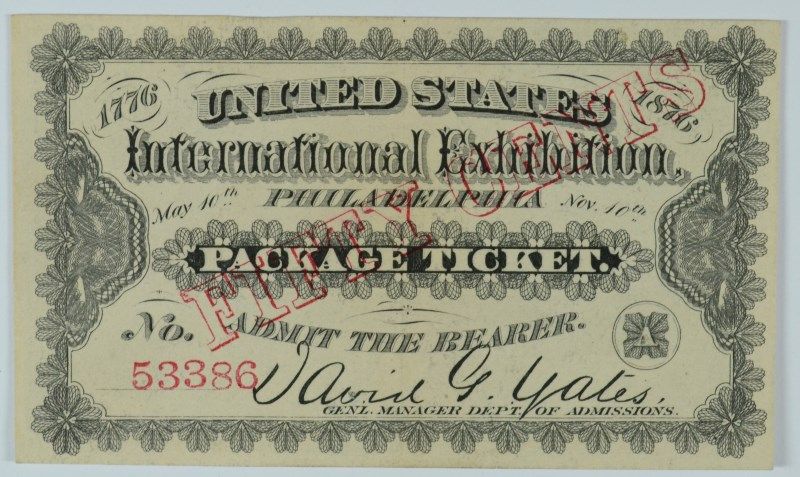 1776 UNITED STATES 1876
International Exhibition,
PHILADELPHIA
May 10th Nov. 10th
PACKAGE TICKET.
FIFTY CENTS
ADMIT THE BEARER.
No. 53386
A
David G. Yates,
GENL. MANAGER DEPT. OF ADMISSIONS.